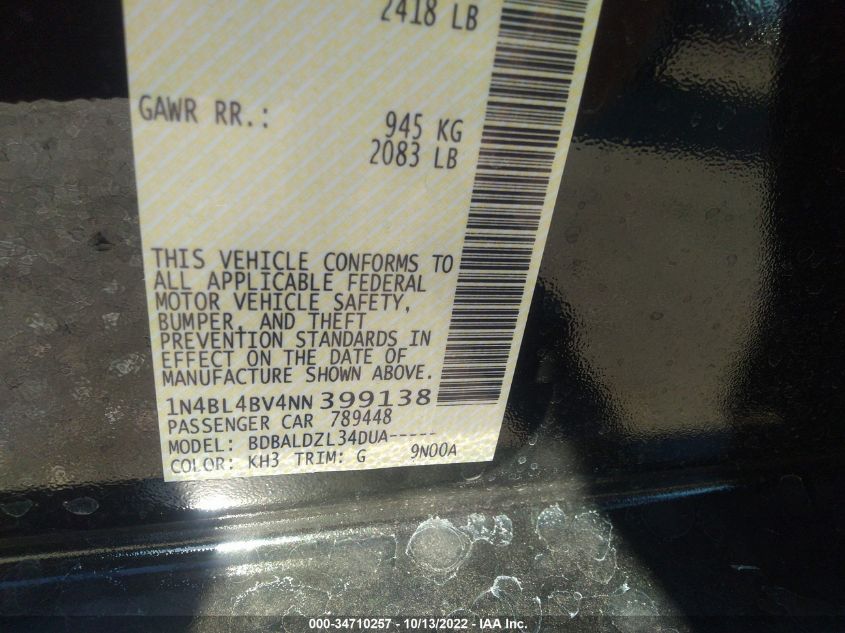 2418 LB
GAWR RR.: 945 KG
2083 LB
THIS VEHICLE CONFORMS TO
ALL APPLICABLE FEDERAL
MOTOR VEHICLE SAFETY,
BUMPER, AND THEFT
PREVENTION STANDARDS IN
EFFECT ON THE DATE OF
MANUFACTURE SHOWN ABOVE.
1N4BL4BV4NN 399138
PASSENGER CAR 789448
MODEL: BDBALDZL34DUA-----
COLOR: KH3 TRIM: G 9N00A
000-34710257 - 10/13/2022 - IAA Inc.